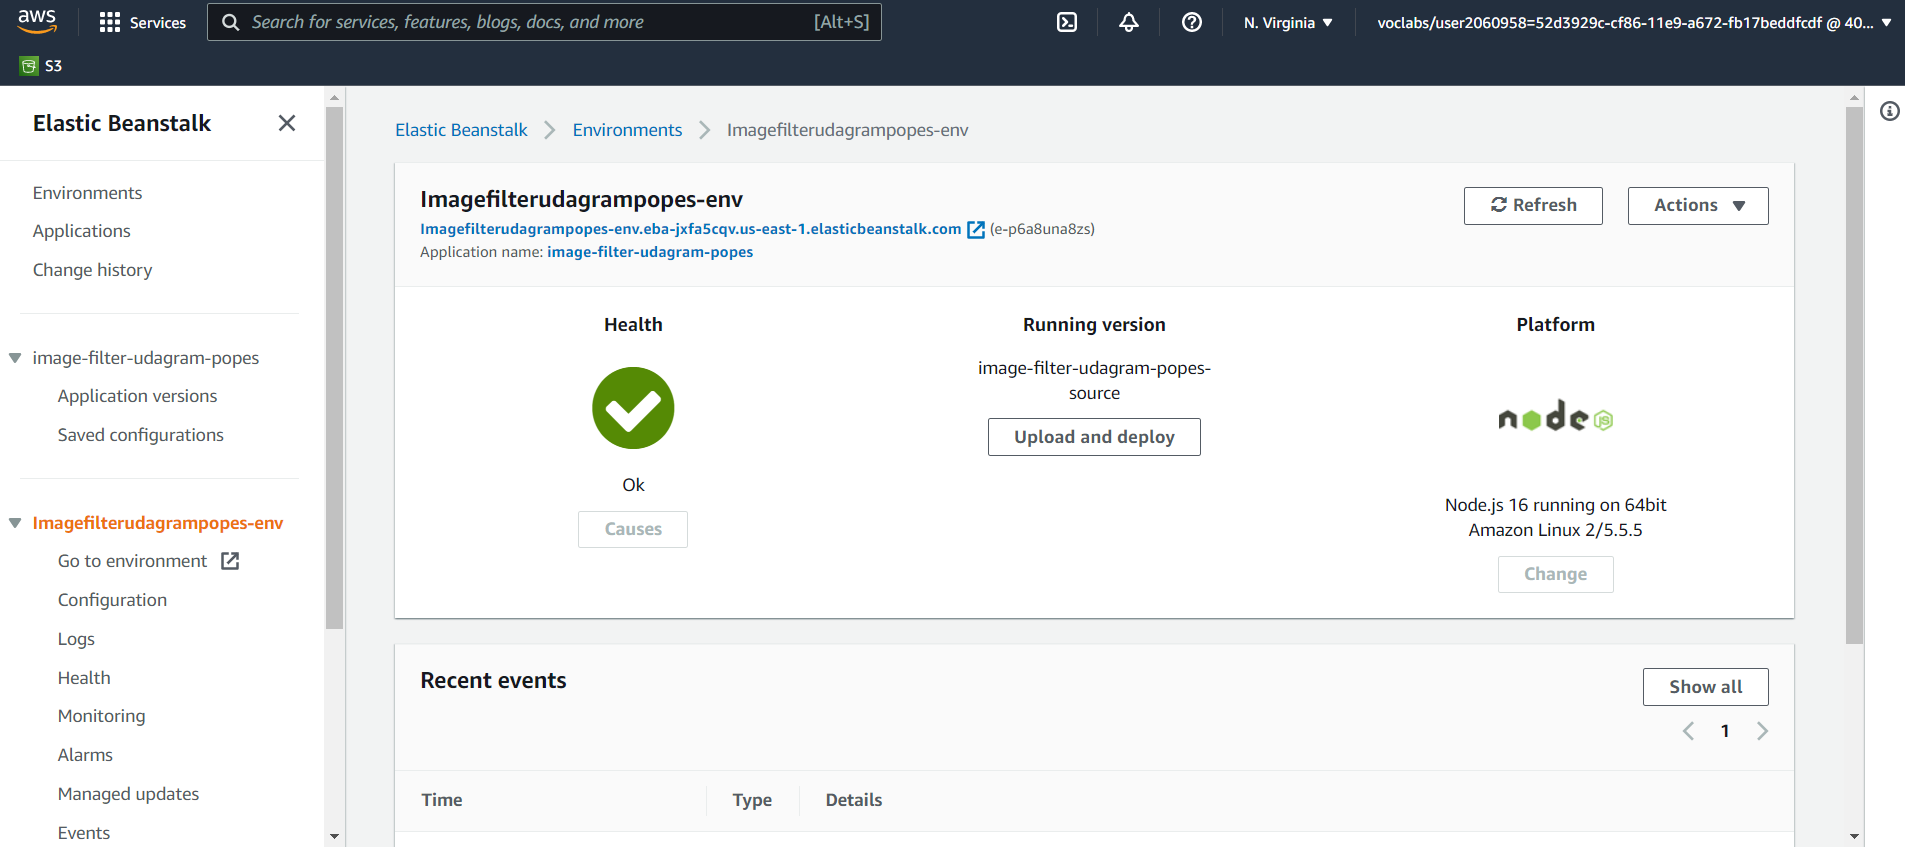 aws
Services
Search for services, features, blogs, docs, and more
[Alt+S]
N. Virginia
voclabs/user2060958=52d3929c-cf86-11e9-a672-fb17beddfcdf @ 40...
S3
Elastic Beanstalk
Environments
Applications
Change history
image-filter-udagram-popes
Application versions
Saved configurations
Imagefilterudagrampopes-env
Go to environment
Configuration
Logs
Health
Monitoring
Alarms
Managed updates
Events
Elastic Beanstalk
Environments
Imagefilterudagrampopes-env
Imagefilterudagrampopes-env
Imagefilterudagrampopes-env.eba-jxfa5cqv.us-east-1.elasticbeanstalk.com (e-p6a8una8zs)
Application name: image-filter-udagram-popes
Refresh
Actions
Health
Ok
Causes
Running version
image-filter-udagram-popes-
source
Upload and deploy
Platform
node JS
Node.js 16 running on 64bit
Amazon Linux 2/5.5.5
Change
Recent events
Show all
1
Time
Type
Details